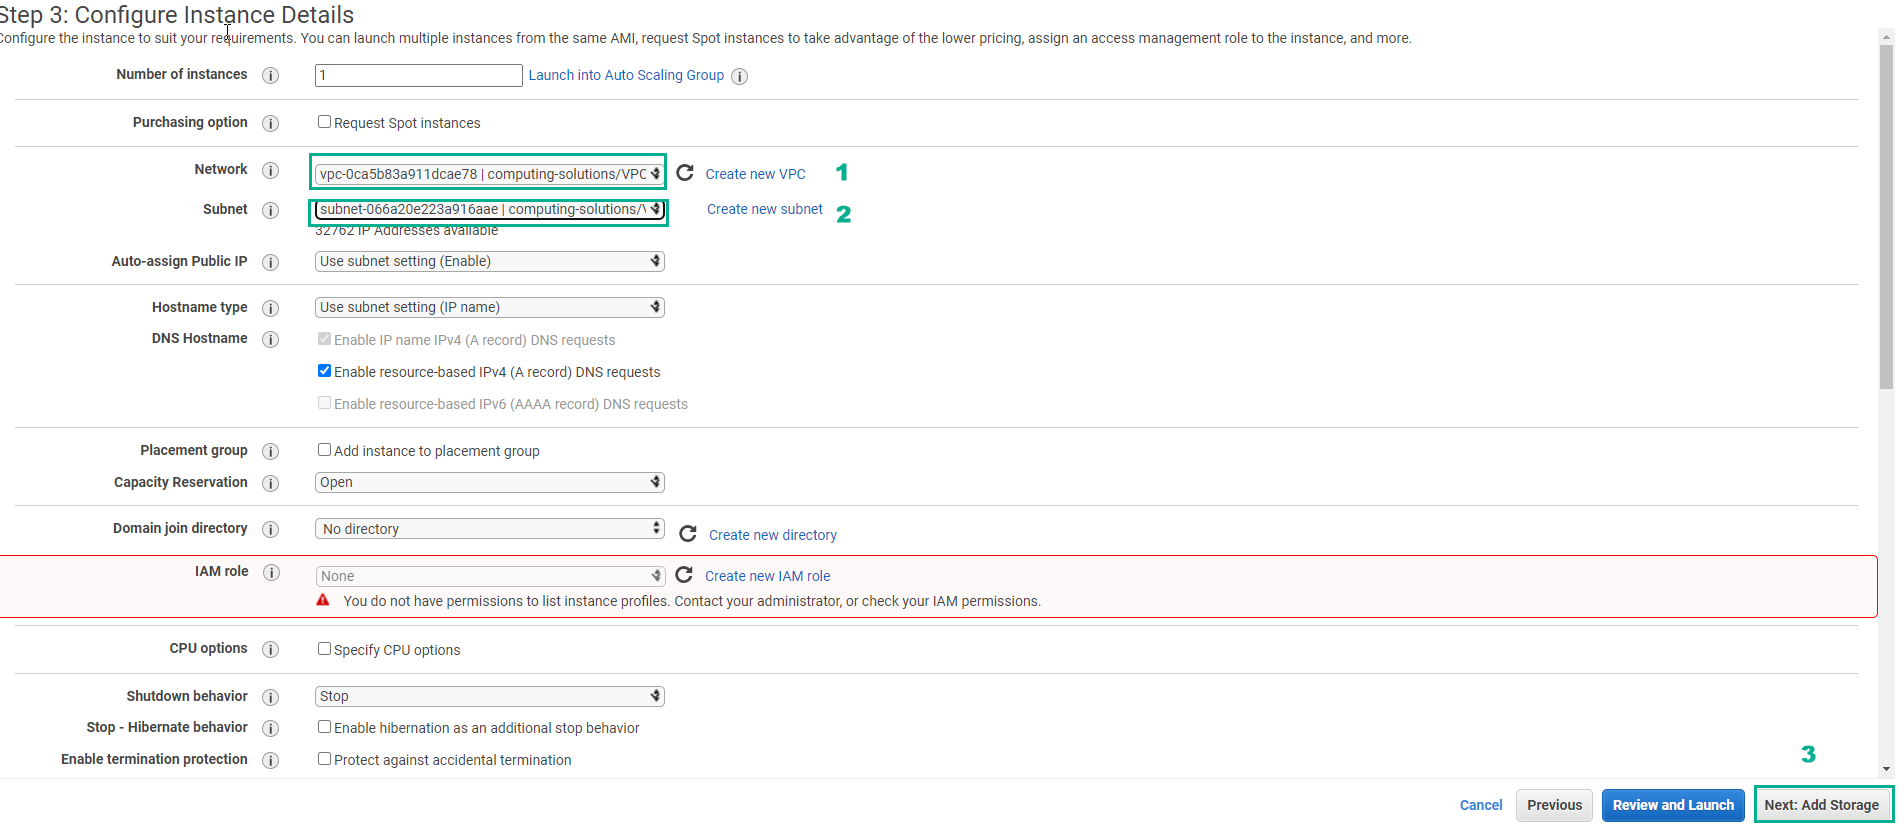 Step 3: Configure Instance Details
Configure the instance to suit your requirements. You can launch multiple instances from the same AMI, request Spot instances to take advantage of the lower pricing, assign an access management role to the instance, and more.
Number of instances i 1 Launch into Auto Scaling Group i
Purchasing option i Request Spot instances
Network i vpc-0ca5b83a911dcae78 | computing-solutions/VPC Create new VPC 1
Subnet i subnet-066a20e223a916aae | computing-solutions/ Create new subnet 2
32762 IP Addresses available
Auto-assign Public IP i Use subnet setting (Enable)
Hostname type i Use subnet setting (IP name)
DNS Hostname i Enable IP name IPv4 (A record) DNS requests
Enable resource-based IPv4 (A record) DNS requests
Enable resource-based IPv6 (AAAA record) DNS requests
Placement group i Add instance to placement group
Capacity Reservation i Open
Domain join directory i No directory Create new directory
IAM role i None Create new IAM role
You do not have permissions to list instance profiles. Contact your administrator, or check your IAM permissions.
CPU options i Specify CPU options
Shutdown behavior i Stop
Stop - Hibernate behavior i Enable hibernation as an additional stop behavior
Enable termination protection i Protect against accidental termination
3
Cancel Previous Review and Launch Next: Add Storage